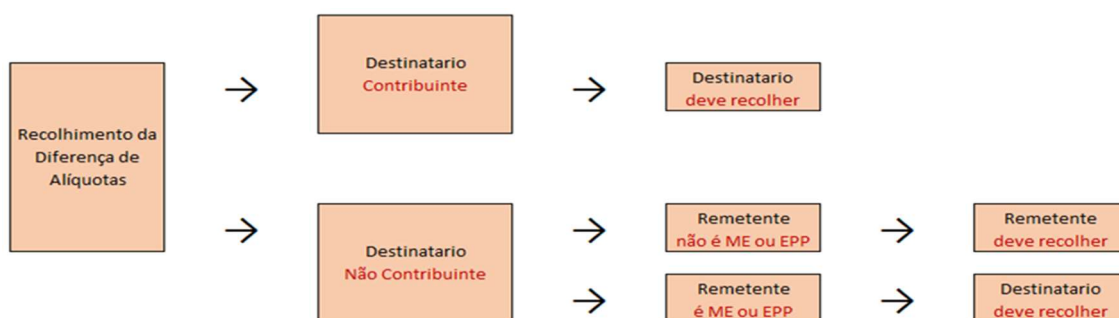 Recolhimento da
Diferença de
Alíquotas
Destinatario
Contribuinte
Destinatario
deve recolher
Destinatario
Não Contribuinte
Remetente
não é ME ou EPP
Remetente
deve recolher
Remetente
é ME ou EPP
Destinatario
deve recolher